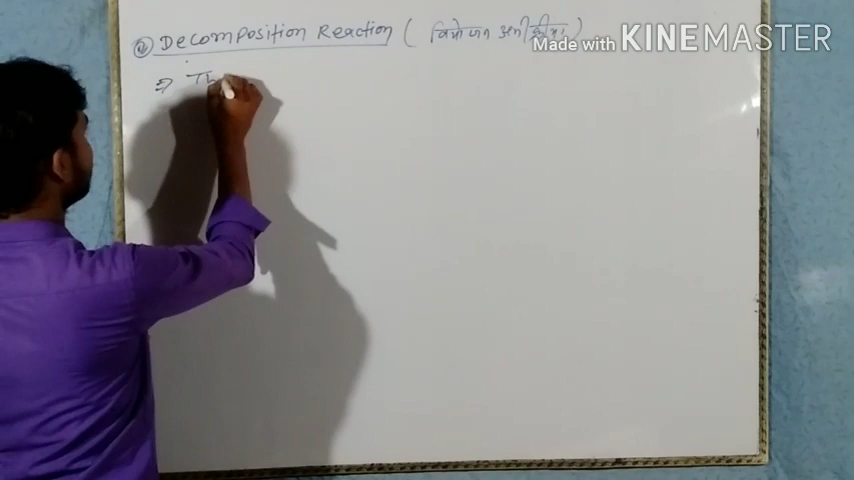 ② Decomposition Reaction ( वियोजन अभीक्रीया )
Made with KINEMASTER
⇒ Th